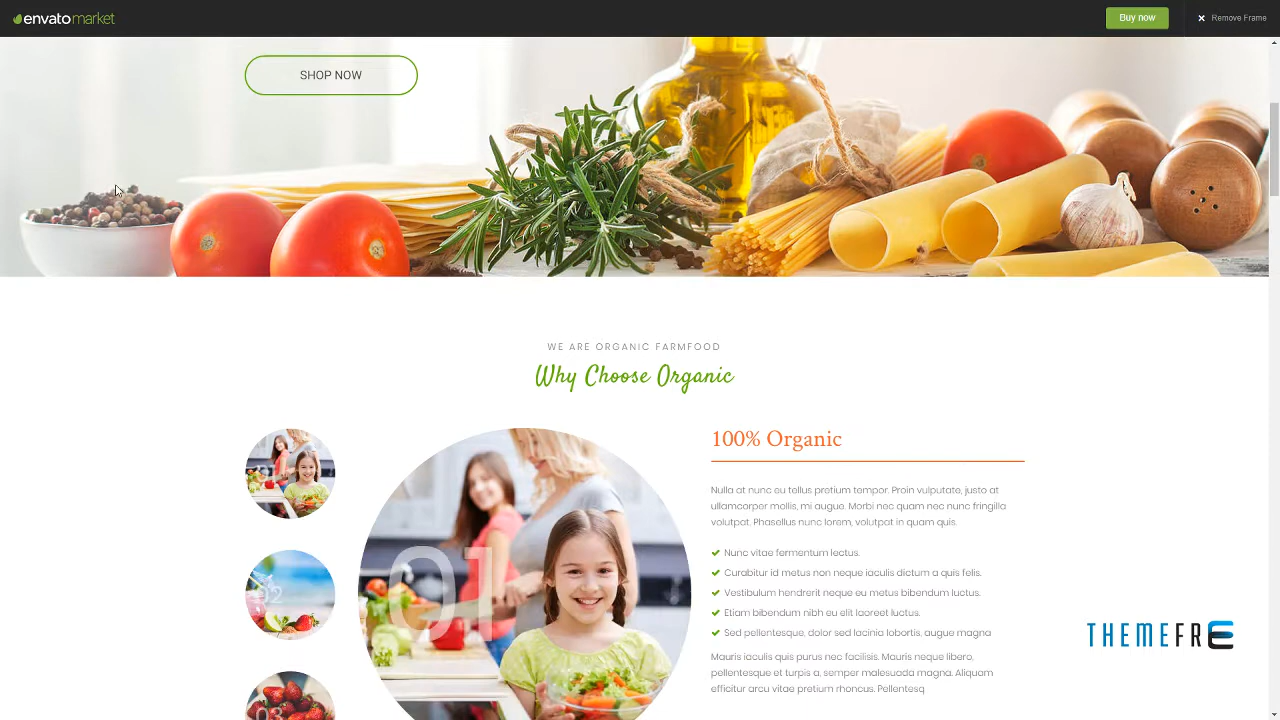 envato market
Buy now
Remove Frame
SHOP NOW
WE ARE ORGANIC FARMFOOD
Why Choose Organic
100% Organic
Nulla at nunc eu tellus pretium tempor. Proin vulputate, justo at
ullamcorper mollis, mi augue. Morbi nec quam nec nunc fringilla
volutpat. Phasellus nunc lorem, volutpat in quam quis.
Nunc vitae fermentum lectus.
Curabitur id metus non neque iaculis dictum a quis felis.
Vestibulum hendrerit neque eu metus bibendum luctus.
Etiam bibendum nibh eu elit laoreet luctus.
Sed pellentesque, dolor sed lacinia lobortis, augue magna
Mauris iaculis quis purus nec facilisis. Mauris neque libero,
pellentesque et turpis a, semper malesuada magna. Aliquam
efficitur arcu vitae pretium rhoncus. Pellentesq
01
02
03
THEMEFRE